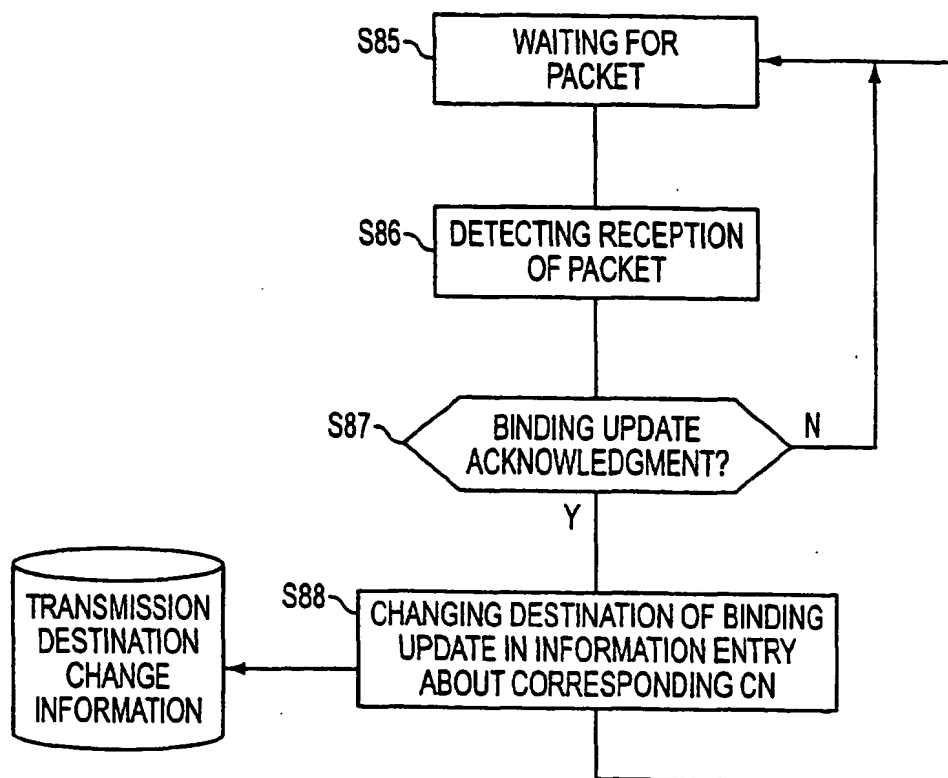 S85
WAITING FOR
PACKET
S86
DETECTING RECEPTION
OF PACKET
S87
BINDING UPDATE
ACKNOWLEDGMENT?
N
Y
S88
CHANGING DESTINATION OF BINDING
UPDATE IN INFORMATION ENTRY
ABOUT CORRESPONDING CN
TRANSMISSION
DESTINATION
CHANGE
INFORMATION